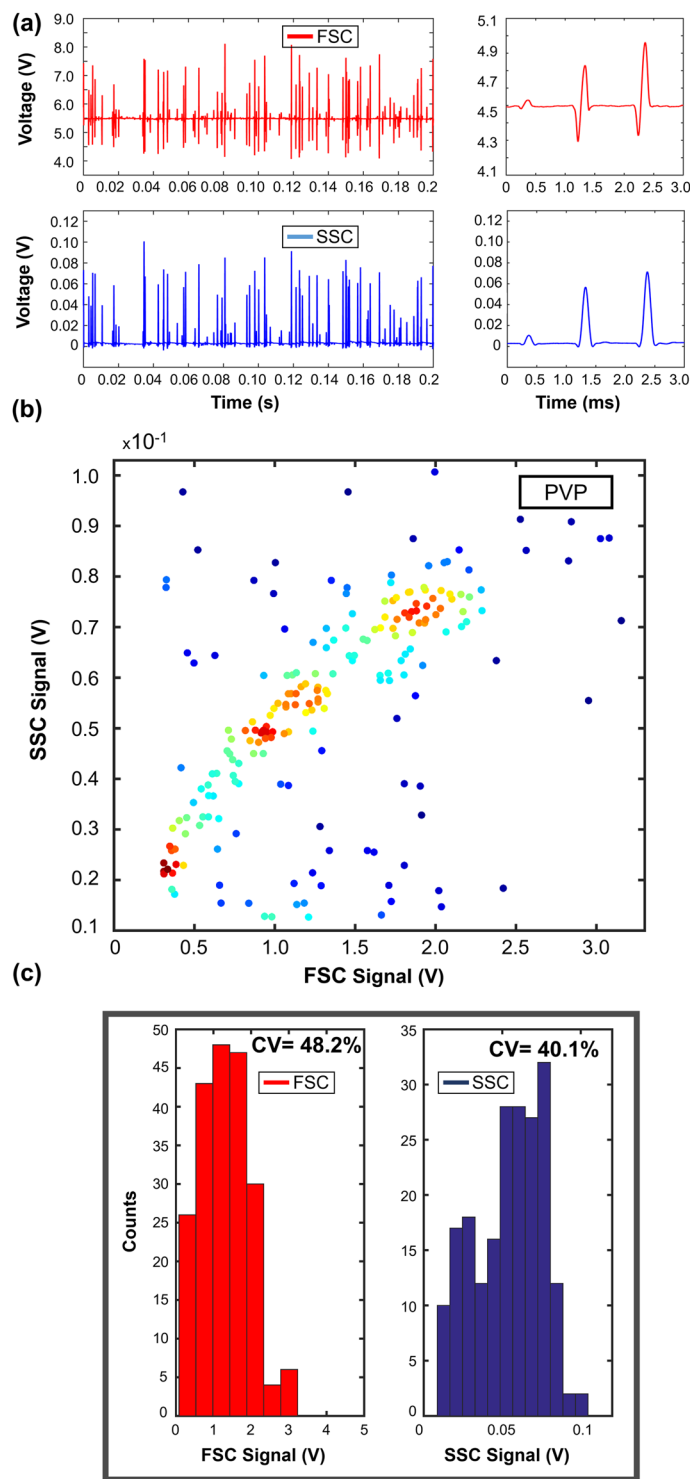 (a)
9.0
8.0
7.0
6.0
5.0
4.0
Voltage (V)
FSC
0 0.02 0.04 0.06 0.08 0.10 0.12 0.14 0.16 0.18 0.2
5.1
4.9
4.7
4.5
4.3
4.1
0 0.5 1.0 1.5 2.0 2.5 3.0
0.12
0.10
0.08
0.06
0.04
0.02
0
Voltage (V)
SSC
0 0.02 0.04 0.06 0.08 0.10 0.12 0.14 0.16 0.18 0.2
Time (s)
0.12
0.10
0.08
0.06
0.04
0.02
0
0 0.5 1.0 1.5 2.0 2.5 3.0
Time (ms)
(b)
x10-1
PVP
1.0
0.9
0.8
0.7
0.6
0.5
0.4
0.3
0.2
0.1
SSC Signal (V)
0 0.5 1.0 1.5 2.0 2.5 3.0
FSC Signal (V)
(c)
50
45
40
35
30
25
20
15
10
5
0
Counts
CV= 48.2%
FSC
0 1 2 3 4 5
FSC Signal (V)
35
30
25
20
15
10
5
0
CV= 40.1%
SSC
0 0.05 0.1
SSC Signal (V)